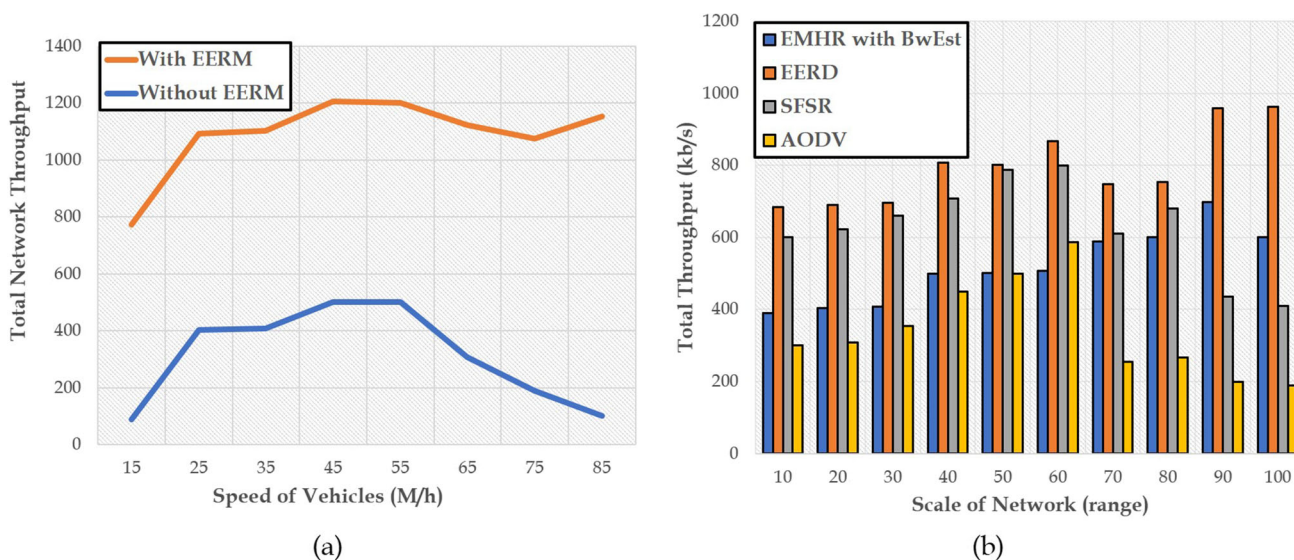 Total Network Throughput
1400
1200
1000
800
600
400
200
0
With EERM
Without EERM
15 25 35 45 55 65 75 85
Speed of Vehicles (M/h)
(a)
Total Throughput (kb/s)
1200
1000
800
600
400
200
0
EMHR with BwEst
EERD
SFSR
AODV
10 20 30 40 50 60 70 80 90 100
Scale of Network (range)
(b)